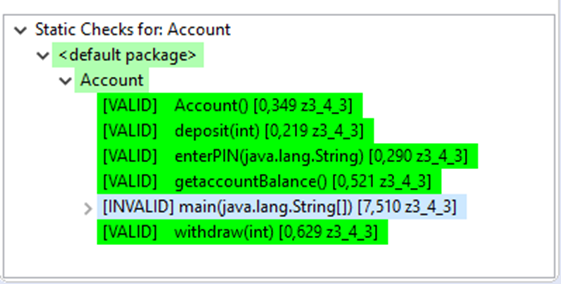 Static Checks for: Account
<default package>
Account
[VALID] Account() [0,349 z3_4_3]
[VALID] deposit(int) [0,219 z3_4_3]
[VALID] enterPIN(java.lang.String) [0,290 z3_4_3]
[VALID] getaccountBalance() [0,521 z3_4_3]
[INVALID] main(java.lang.String[]) [7,510 z3_4_3]
[VALID] withdraw(int) [0,629 z3_4_3]